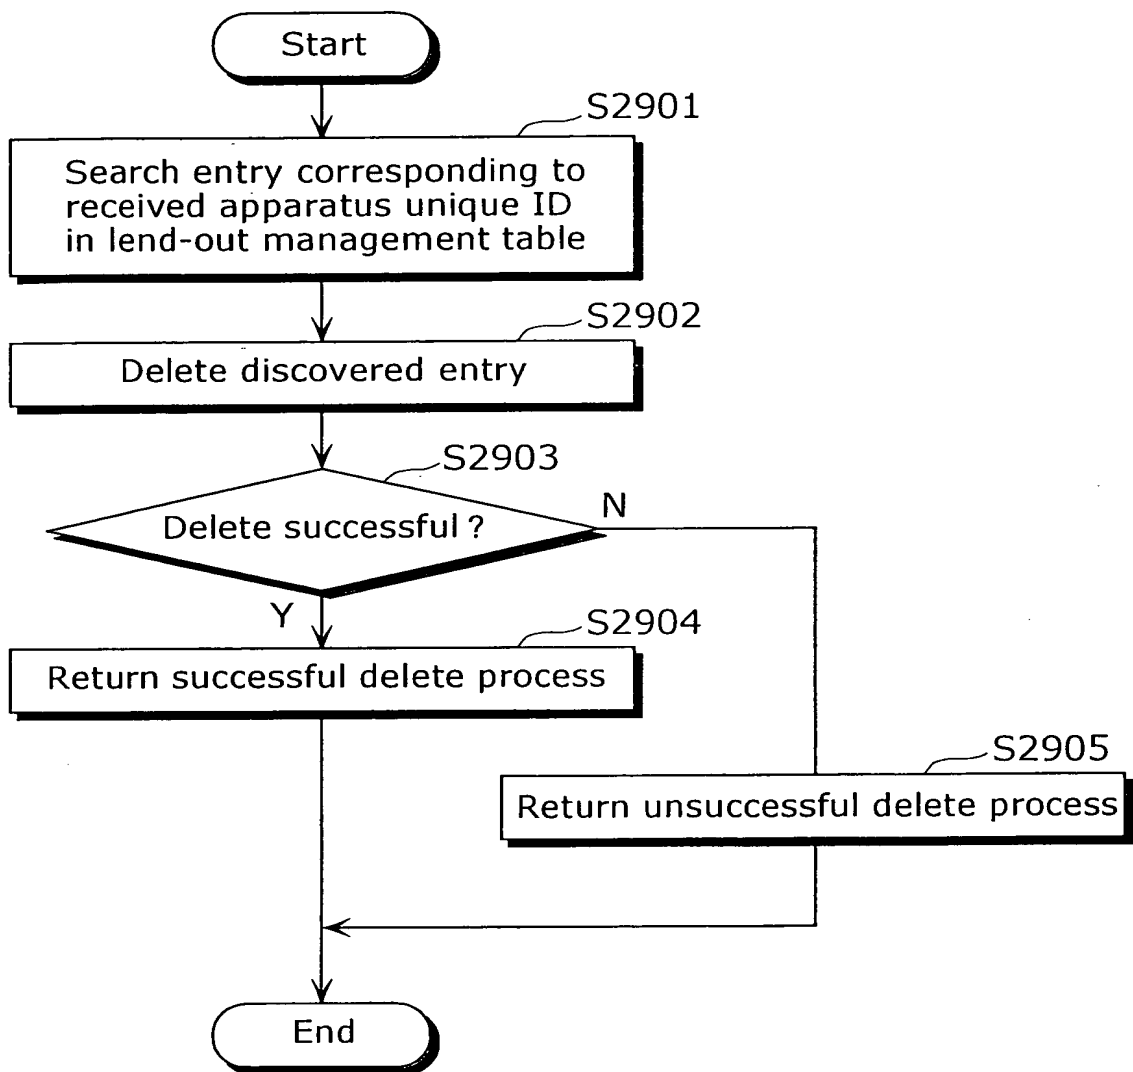 Start
S2901
Search entry corresponding to
received apparatus unique ID
in lend-out management table
S2902
Delete discovered entry
S2903
Delete successful ?
N
Y
S2904
Return successful delete process
S2905
Return unsuccessful delete process
End